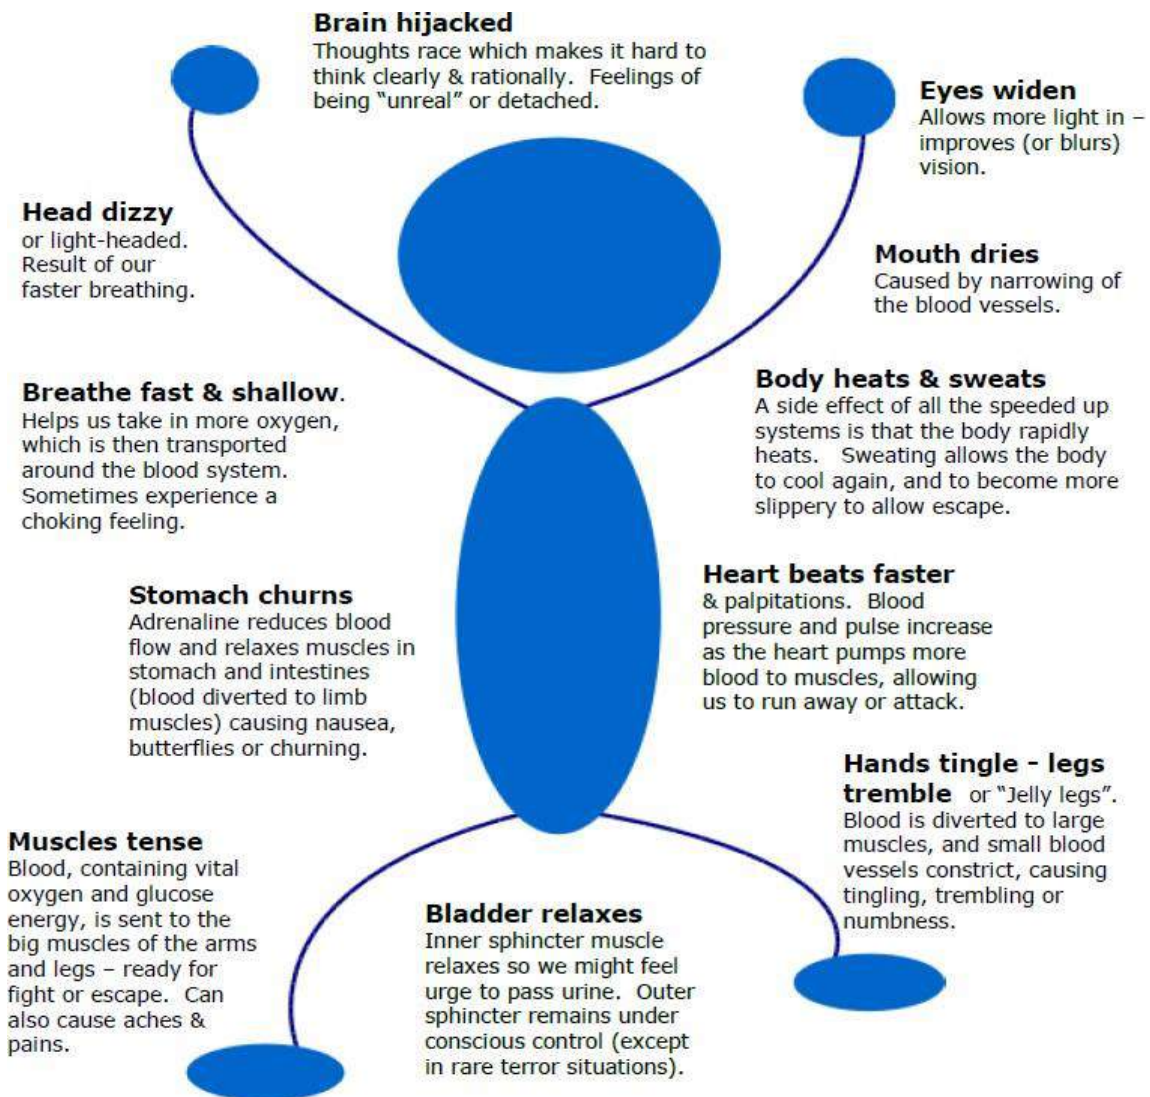 Brain hijacked
Thoughts race which makes it hard to
think clearly & rationally.  Feelings of
being “unreal” or detached.
Eyes widen
Allows more light in –
improves (or blurs)
vision.
Head dizzy
or light-headed.
Result of our
faster breathing.
Mouth dries
Caused by narrowing of
the blood vessels.
Breathe fast & shallow.
Helps us take in more oxygen,
which is then transported
around the blood system.
Sometimes experience a
choking feeling.
Body heats & sweats
A side effect of all the speeded up
systems is that the body rapidly
heats.   Sweating allows the body
to cool again, and to become more
slippery to allow escape.
Stomach churns
Adrenaline reduces blood
flow and relaxes muscles in
stomach and intestines
(blood diverted to limb
muscles) causing nausea,
butterflies or churning.
Heart beats faster
& palpitations.  Blood
pressure and pulse increase
as the heart pumps more
blood to muscles, allowing
us to run away or attack.
Hands tingle - legs
tremble  or “Jelly legs”.
Blood is diverted to large
muscles, and small blood
vessels constrict, causing
tingling, trembling or
numbness.
Muscles tense
Blood, containing vital
oxygen and glucose
energy, is sent to the
big muscles of the arms
and legs – ready for
fight or escape.  Can
also cause aches &
pains.
Bladder relaxes
Inner sphincter muscle
relaxes so we might feel
urge to pass urine.  Outer
sphincter remains under
conscious control (except
in rare terror situations).